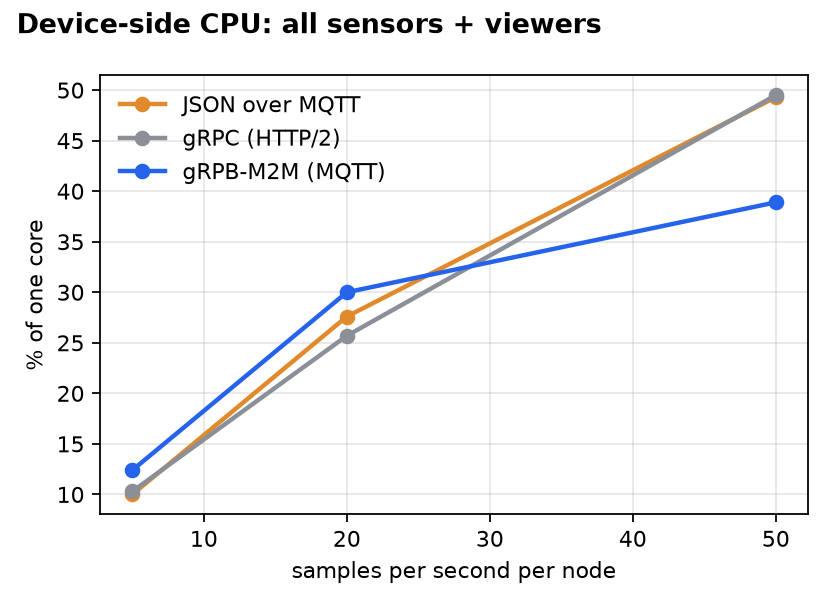 Device-side CPU: all sensors + viewers
50
45
40
35
30
25
20
15
10
% of one core
JSON over MQTT
gRPC (HTTP/2)
gRPB-M2M (MQTT)
10 20 30 40 50
samples per second per node